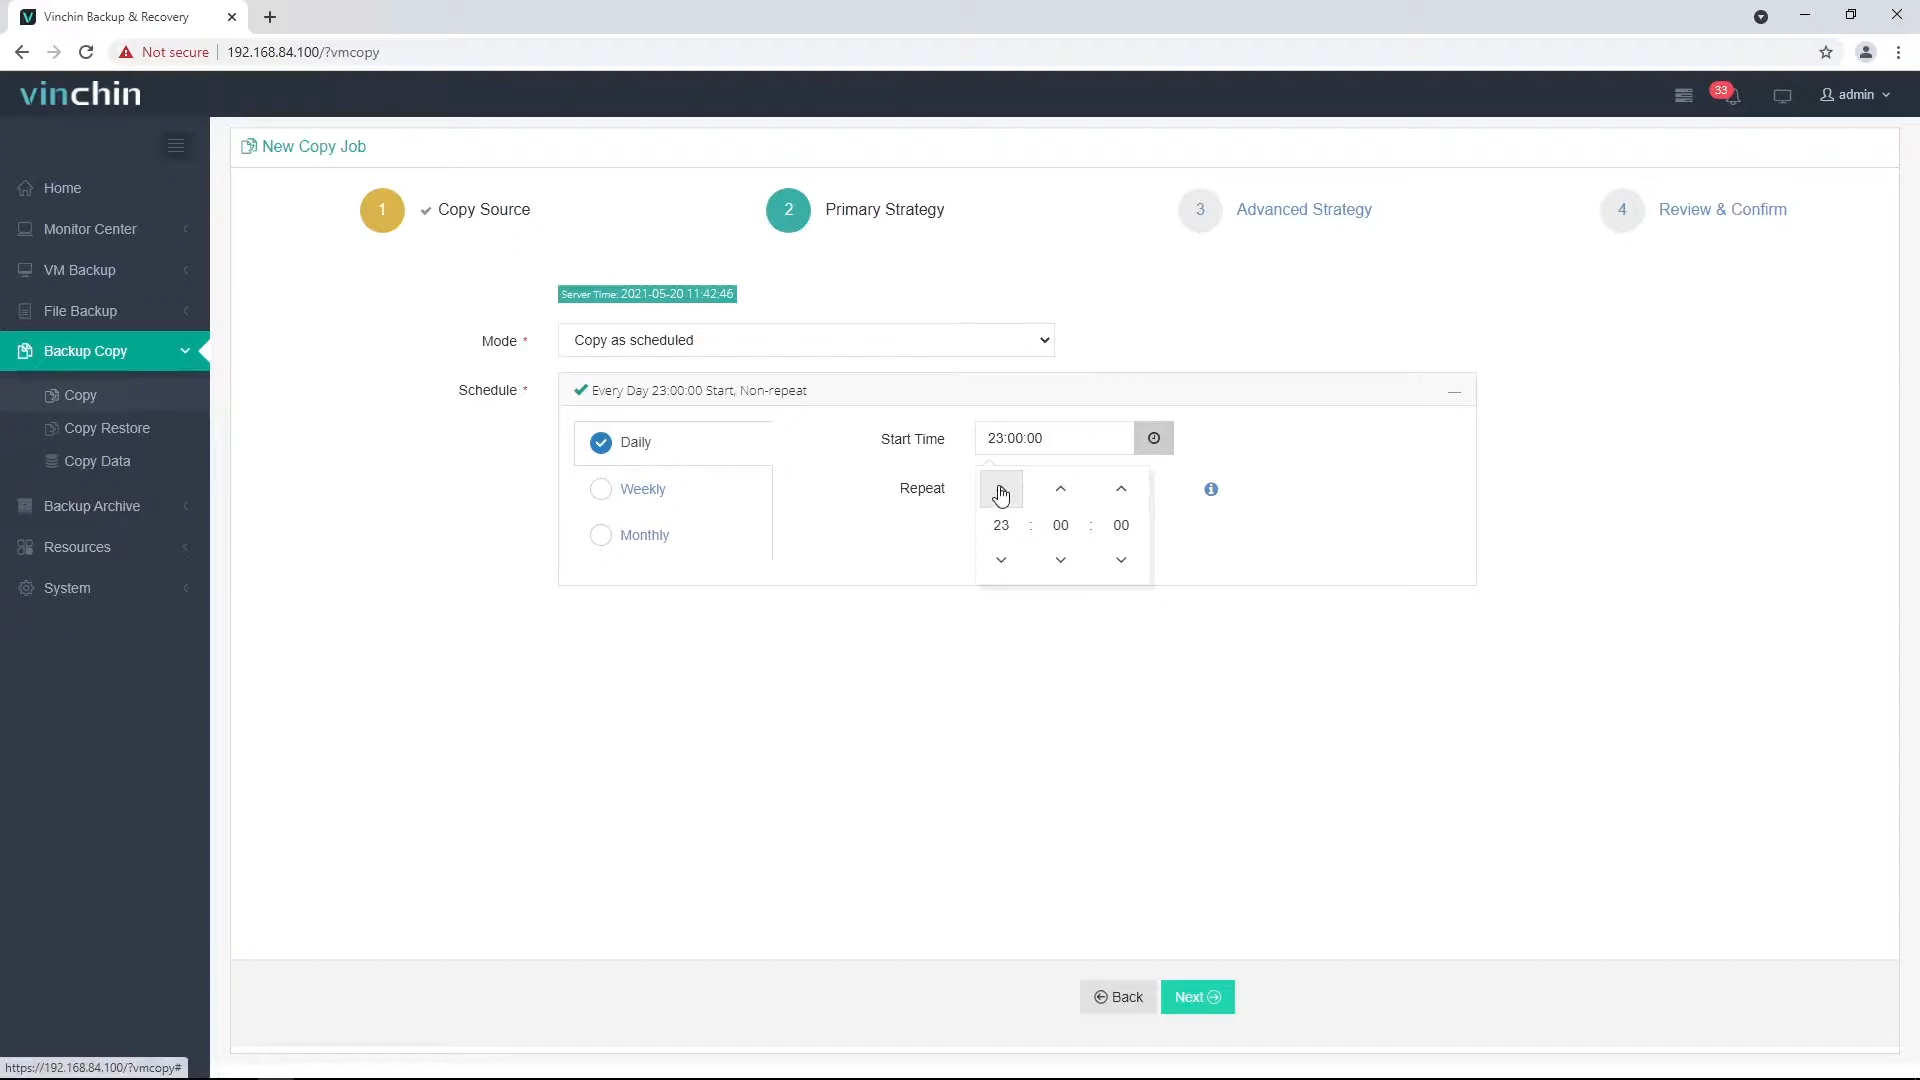 Vinchin Backup & Recovery
Not secure
192.168.84.100/?vmcopy
vinchin
33
admin
New Copy Job
Home
Monitor Center
VM Backup
File Backup
Backup Copy
Copy
Copy Restore
Copy Data
Backup Archive
Resources
System
1 Copy Source
2 Primary Strategy
3 Advanced Strategy
4 Review & Confirm
Server Time: 2021-05-20 11:42:46
Mode * Copy as scheduled
Schedule * Every Day 23:00:00 Start, Non-repeat
Daily
Weekly
Monthly
Start Time 23:00:00
Repeat
23 : 00 : 00
Back
Next
https://192.168.84.100/?vmcopy#